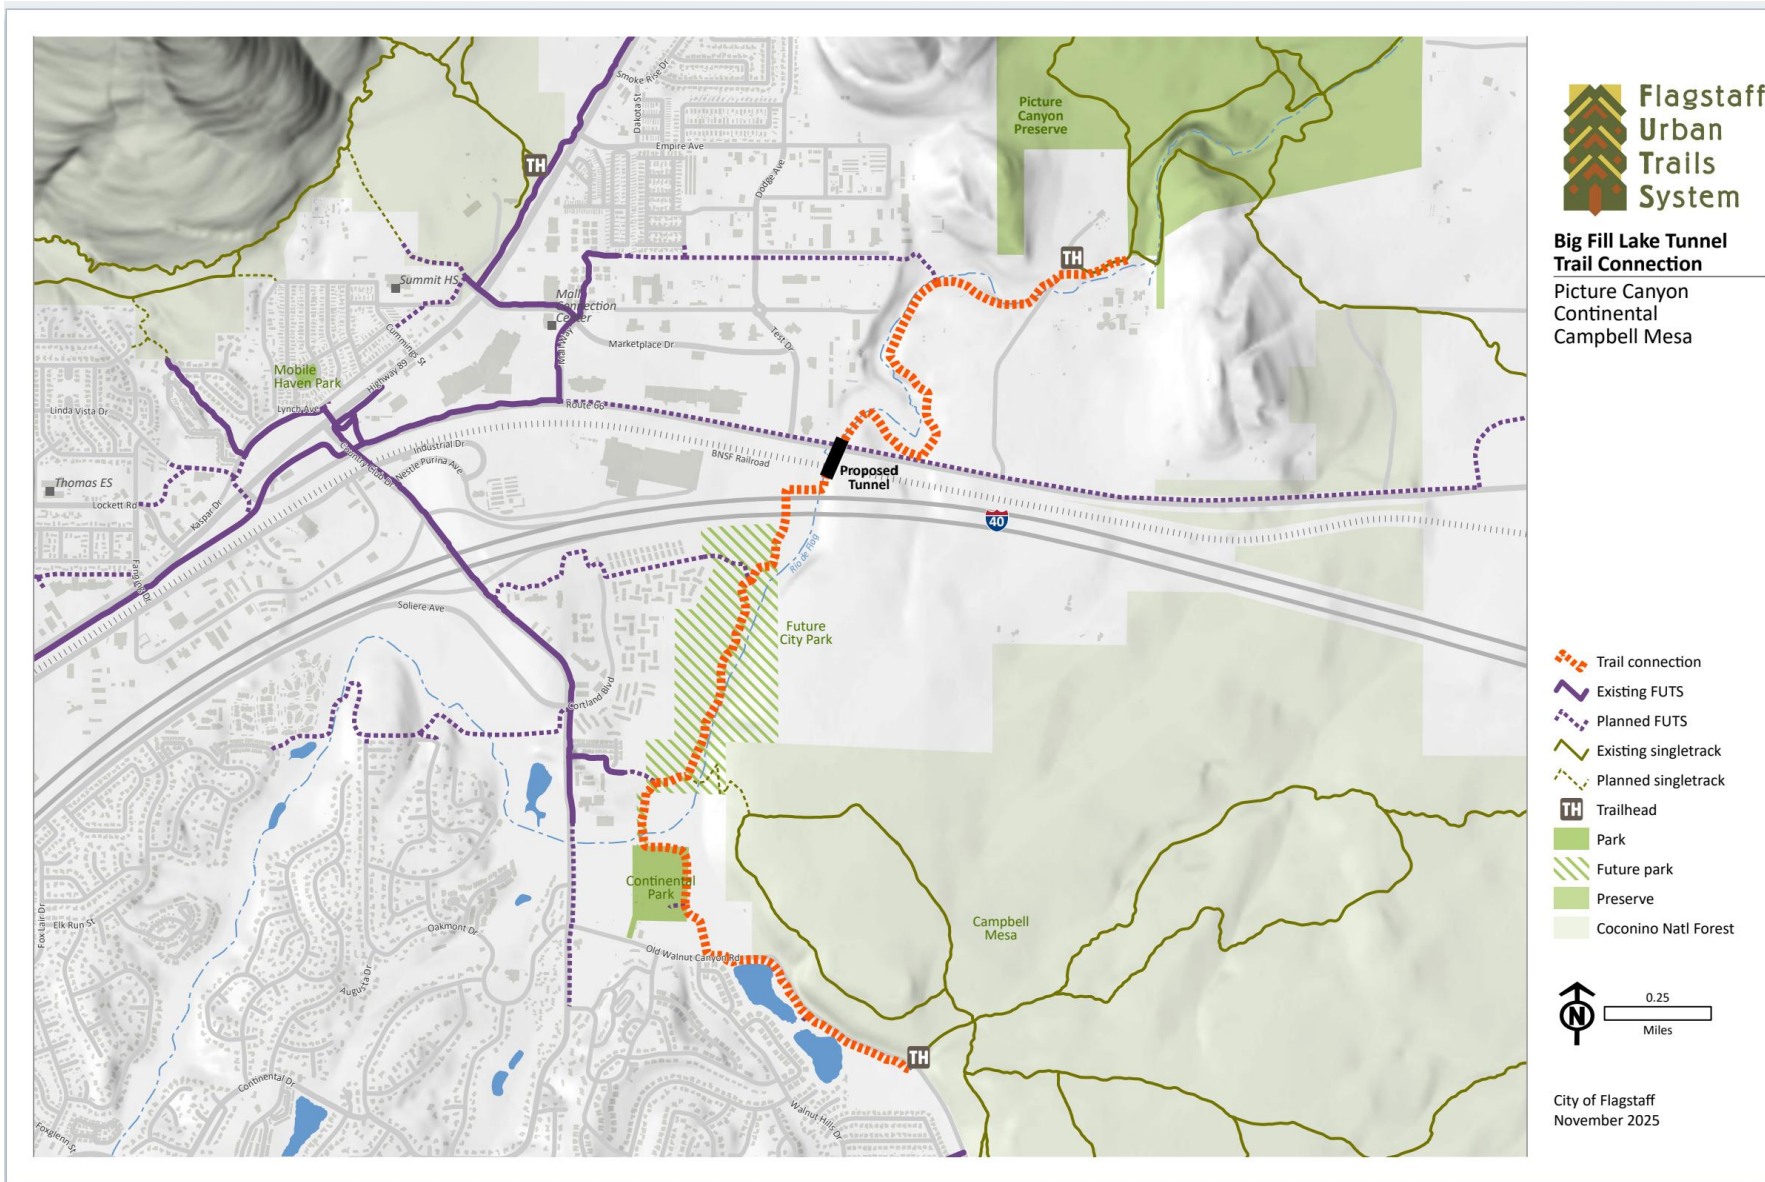 Flagstaff
Urban
Trails
System
Big Fill Lake Tunnel
Trail Connection
Picture Canyon
Continental
Campbell Mesa
Smoke Rise Dr
Dakota St
Picture
Canyon
Preserve
TH
Empire Ave
Dodge Ave
TH
Summit HS
Mall
Connection
Center
Cummings St
Mall Way
Marketplace Dr
Test Dr
Mobile
Haven Park
Highway 89
Linda Vista Dr
Lynch Ave
Route 66
Country Club Dr
Industrial Dr
Nestle Purina Ave
BNSF Railroad
Proposed
Tunnel
Thomas ES
Lockett Rd
Kaspar Dr
40
Rio de Flag
Fanning Dr
Soliere Ave
Future
City Park
Cortland Blvd
Continental
Park
Campbell
Mesa
Fox Lair Dr
Elk Run St
Oakmont Dr
Old Walnut Canyon Rd
Augusta Dr
TH
Continental Dr
Walnut Hills Dr
Foxglenn St
Trail connection
Existing FUTS
Planned FUTS
Existing singletrack
Planned singletrack
TH
Trailhead
Park
Future park
Preserve
Coconino Natl Forest
N
0.25
Miles
City of Flagstaff
November 2025